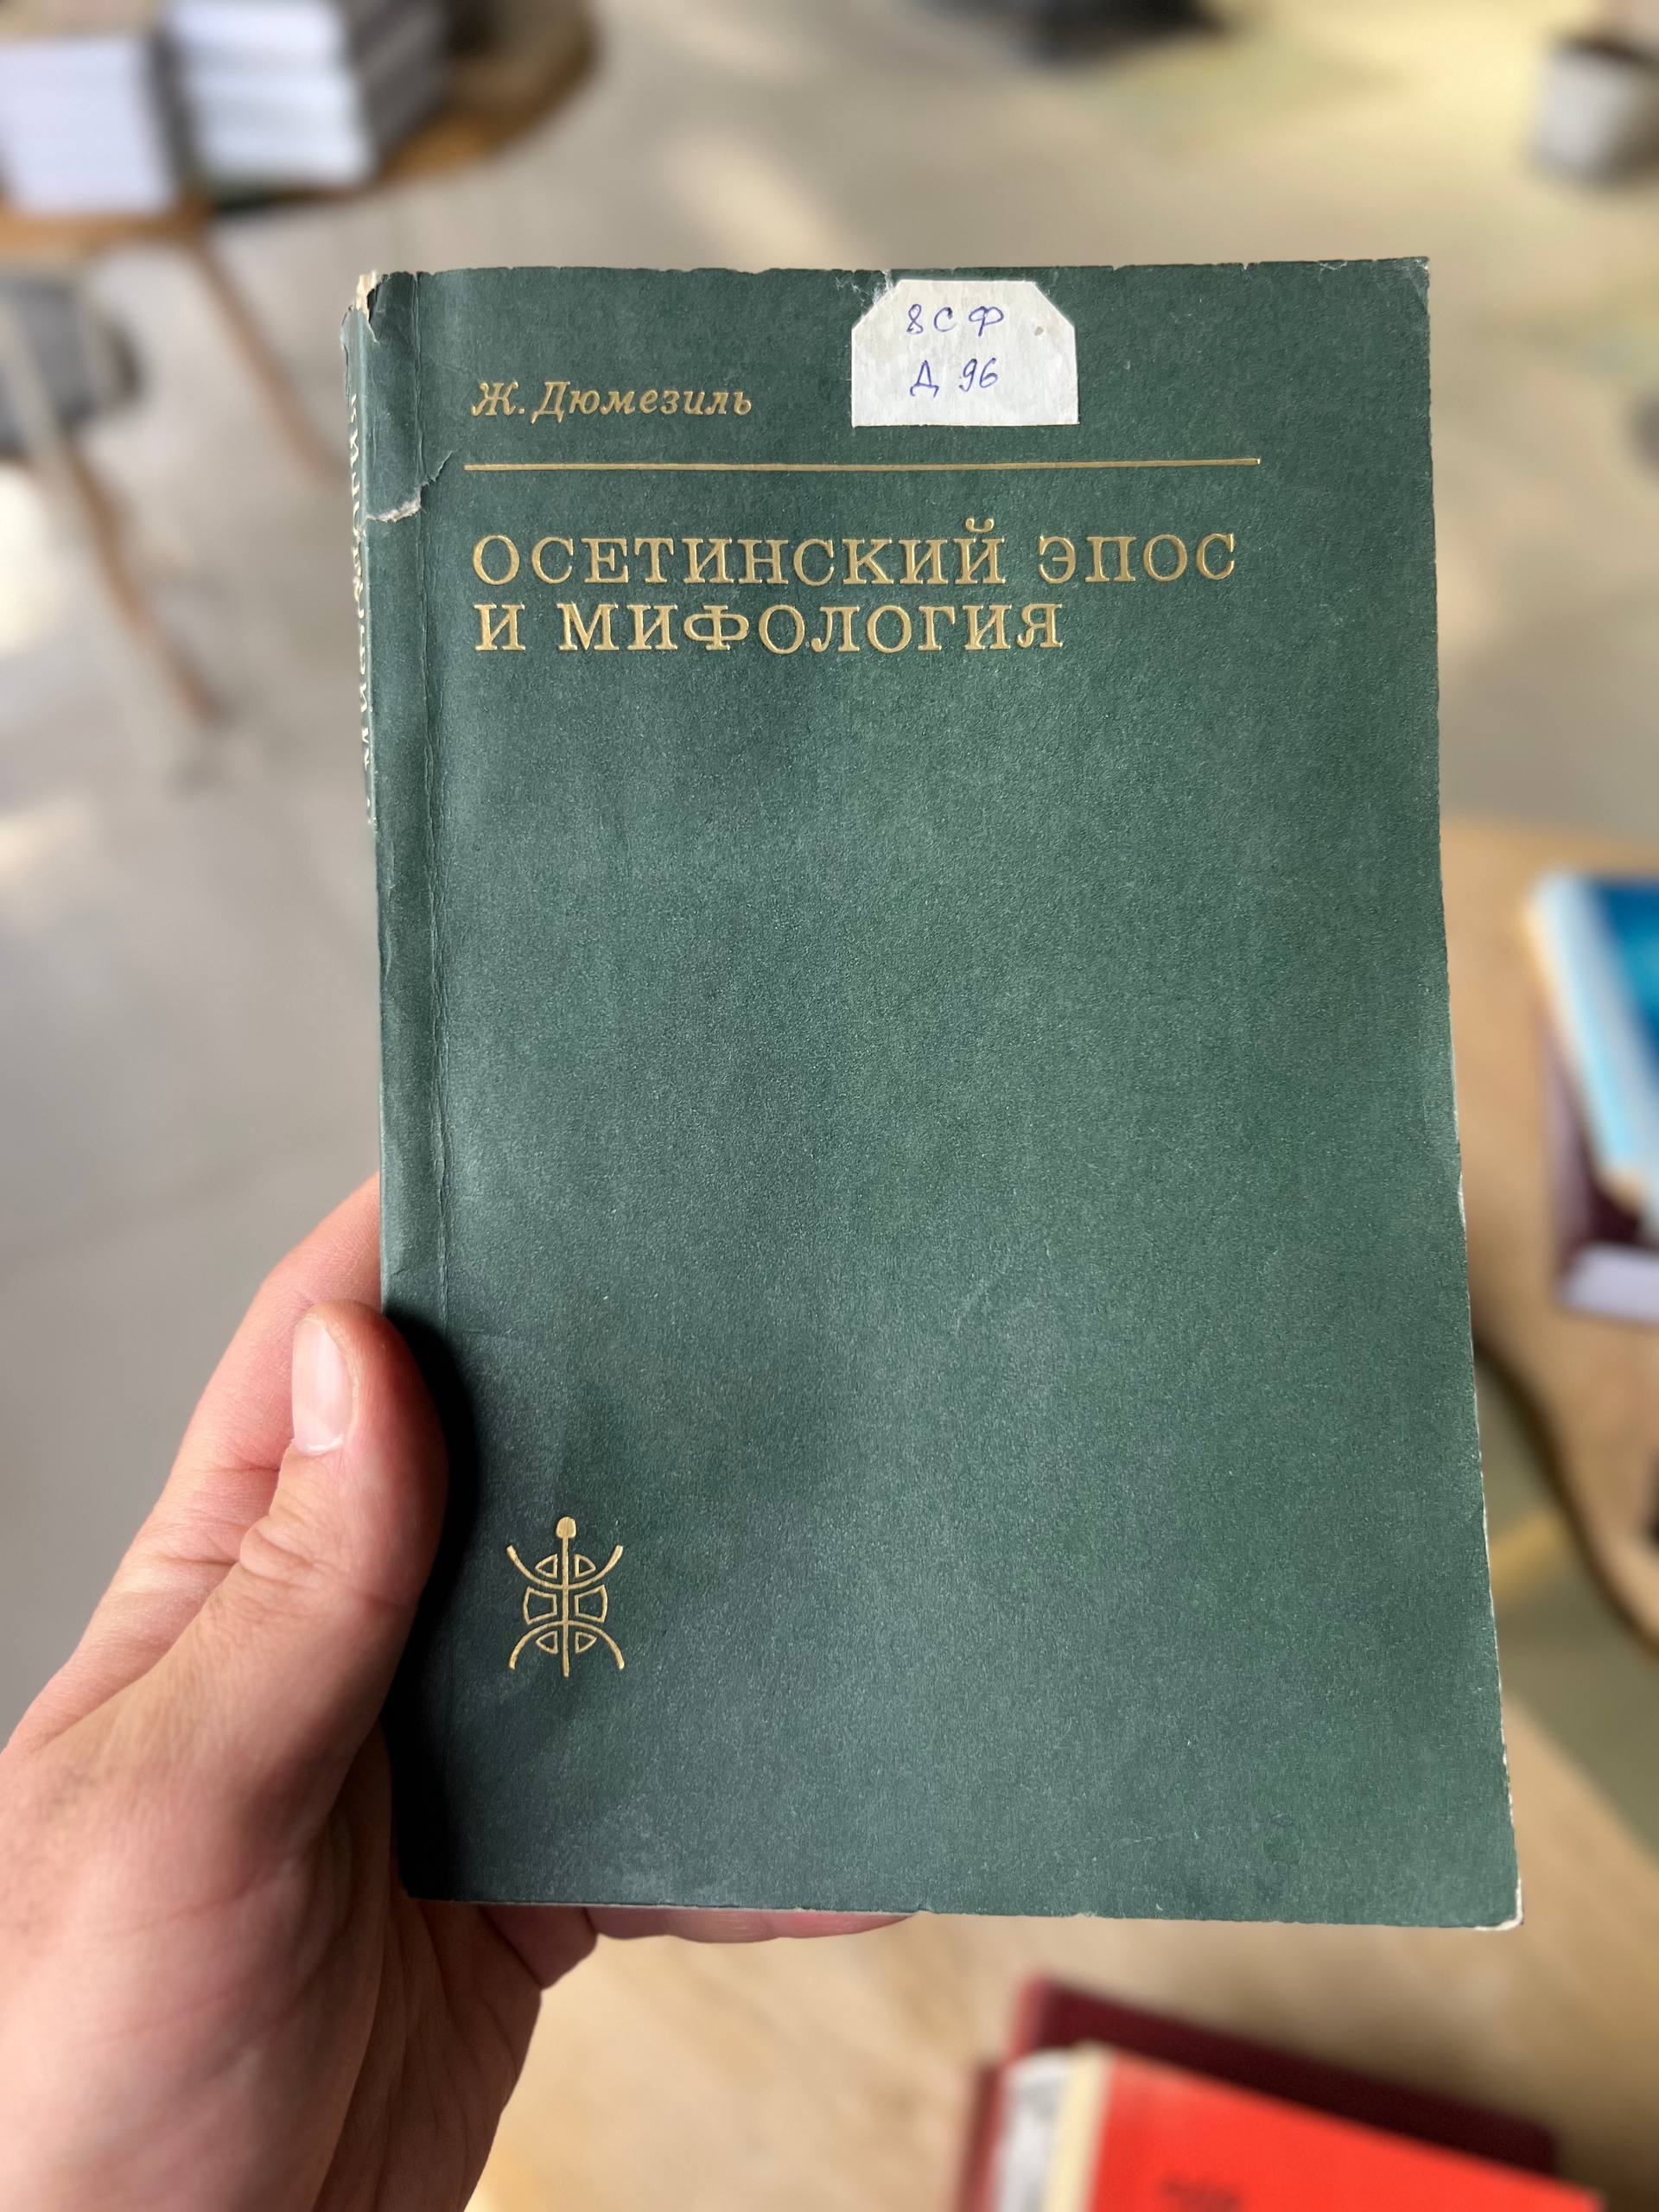 8СФ
Д 96
Ж. Дюмезиль
ОСЕТИНСКИЙ ЭПОС
И МИФОЛОГИЯ